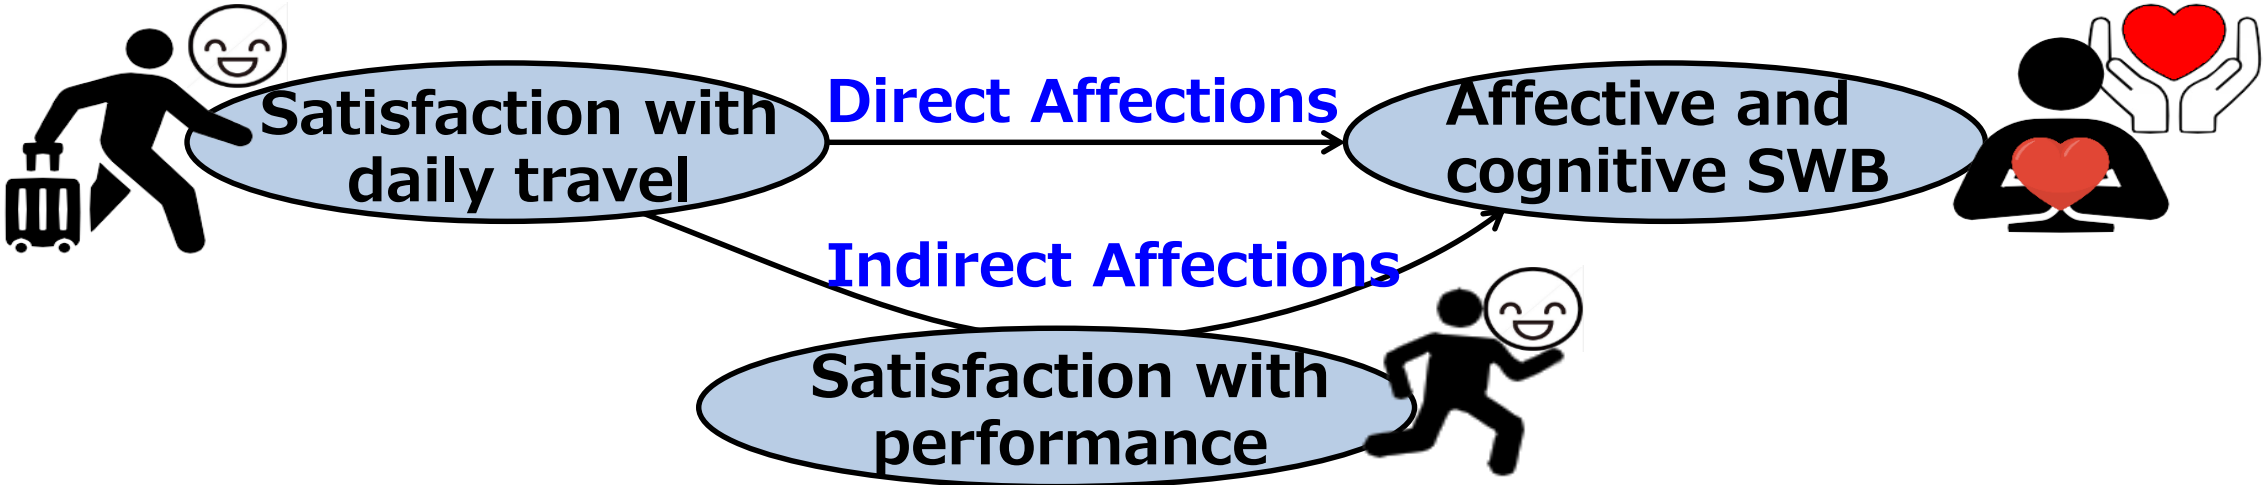 Satisfaction with
daily travel
Direct Affections
Affective and
cognitive SWB
Indirect Affections
Satisfaction with
performance